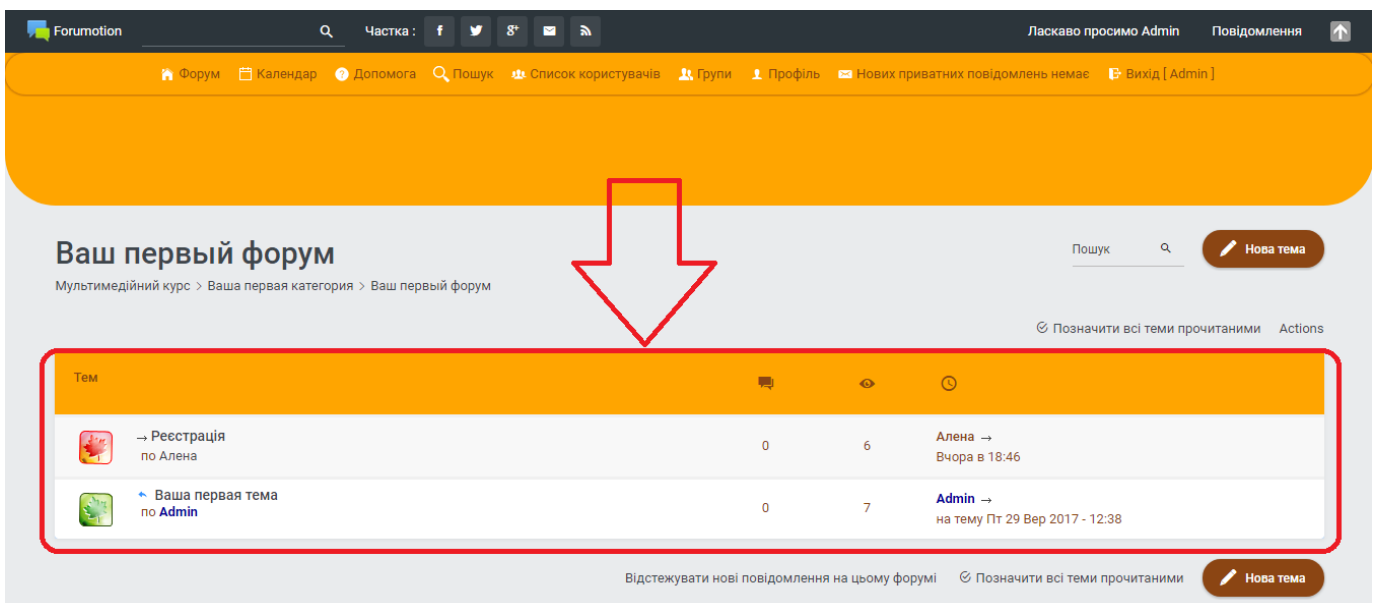 Forumotion Частка : f 8+ Ласкаво просимо Admin Повідомлення
Форум Календар ? Допомога Пошук Список користувачів Групи Профіль Нових приватних повідомлень немає Вихід [ Admin ]
Ваш первый форум Пошук Нова тема
Мультимедійний курс > Ваша первая категория > Ваш первый форум
Позначити всі теми прочитаними Actions
Тем
→ Реєстрація 0 6 Алена →
по Алена Вчора в 18:46
Ваша первая тема 0 7 Admin →
по Admin на тему Пт 29 Вер 2017 - 12:38
Відстежувати нові повідомлення на цьому форумі Позначити всі теми прочитаними Нова тема